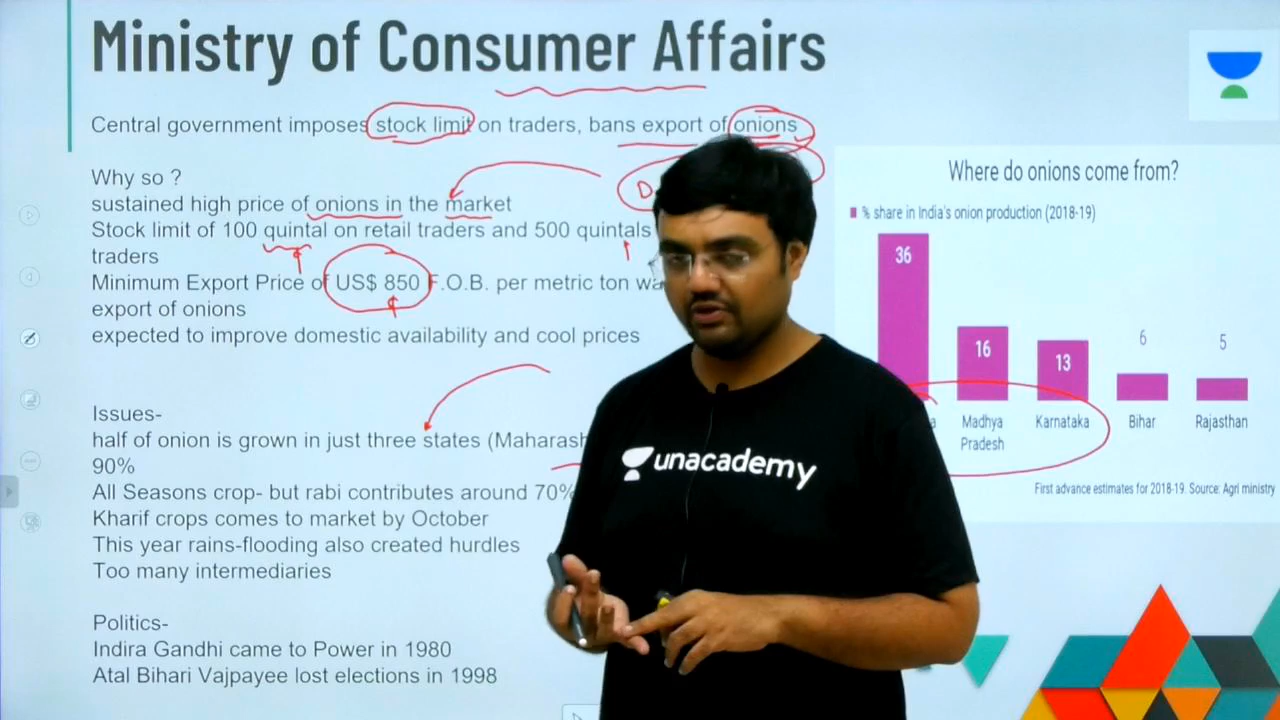 Ministry of Consumer Affairs
Central government imposes stock limit on traders, bans export of onions
Why so ?
sustained high price of onions in the market
Stock limit of 100 quintal on retail traders and 500 quintals
traders
Minimum Export Price of US$ 850 F.O.B. per metric ton
export of onions
expected to improve domestic availability and cool prices
Issues-
half of onion is grown in just three states
90%
All Seasons crop- but rabi contributes around 70%
Kharif crops comes to market by October
This year rains-flooding also created hurdles
Too many intermediaries
Politics-
Indira Gandhi came to Power in 1980
Atal Bihari Vajpayee lost elections in 1998
D
Where do onions come from?
% share in India's onion production (2018-19)
36
16
13
6
5
Madhya
Pradesh
Karnataka
Bihar
Rajasthan
First advance estimates for 2018-19. Source: Agri ministry
unacademy